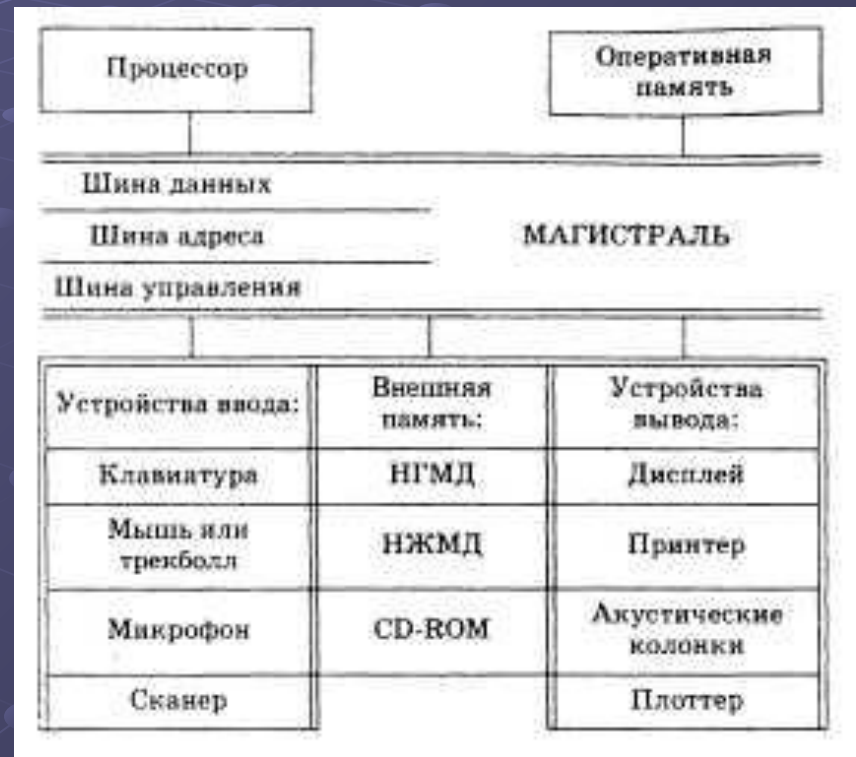 Процессор
Оперативная
память
Шина данных
Шина адреса
МАГИСТРАЛЬ
Шина управления
Устройства ввода:
Внешняя
память:
Устройства
вывода:
Клавиатура
НГМД
Дисплей
Мышь или
трекболл
НЖМД
Принтер
Микрофон
CD-ROM
Акустические
колонки
Сканер
Плоттер